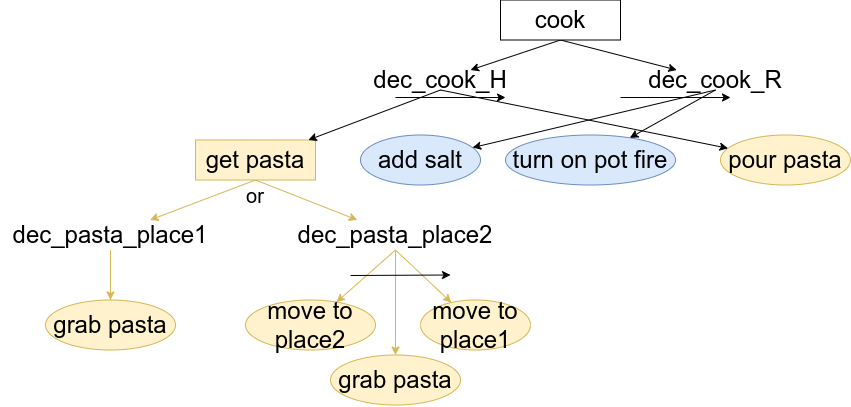 cook
dec_cook_H
dec_cook_R
get pasta
add salt
turn on pot fire
pour pasta
or
dec_pasta_place1
dec_pasta_place2
grab pasta
move to
place2
move to
place1
grab pasta